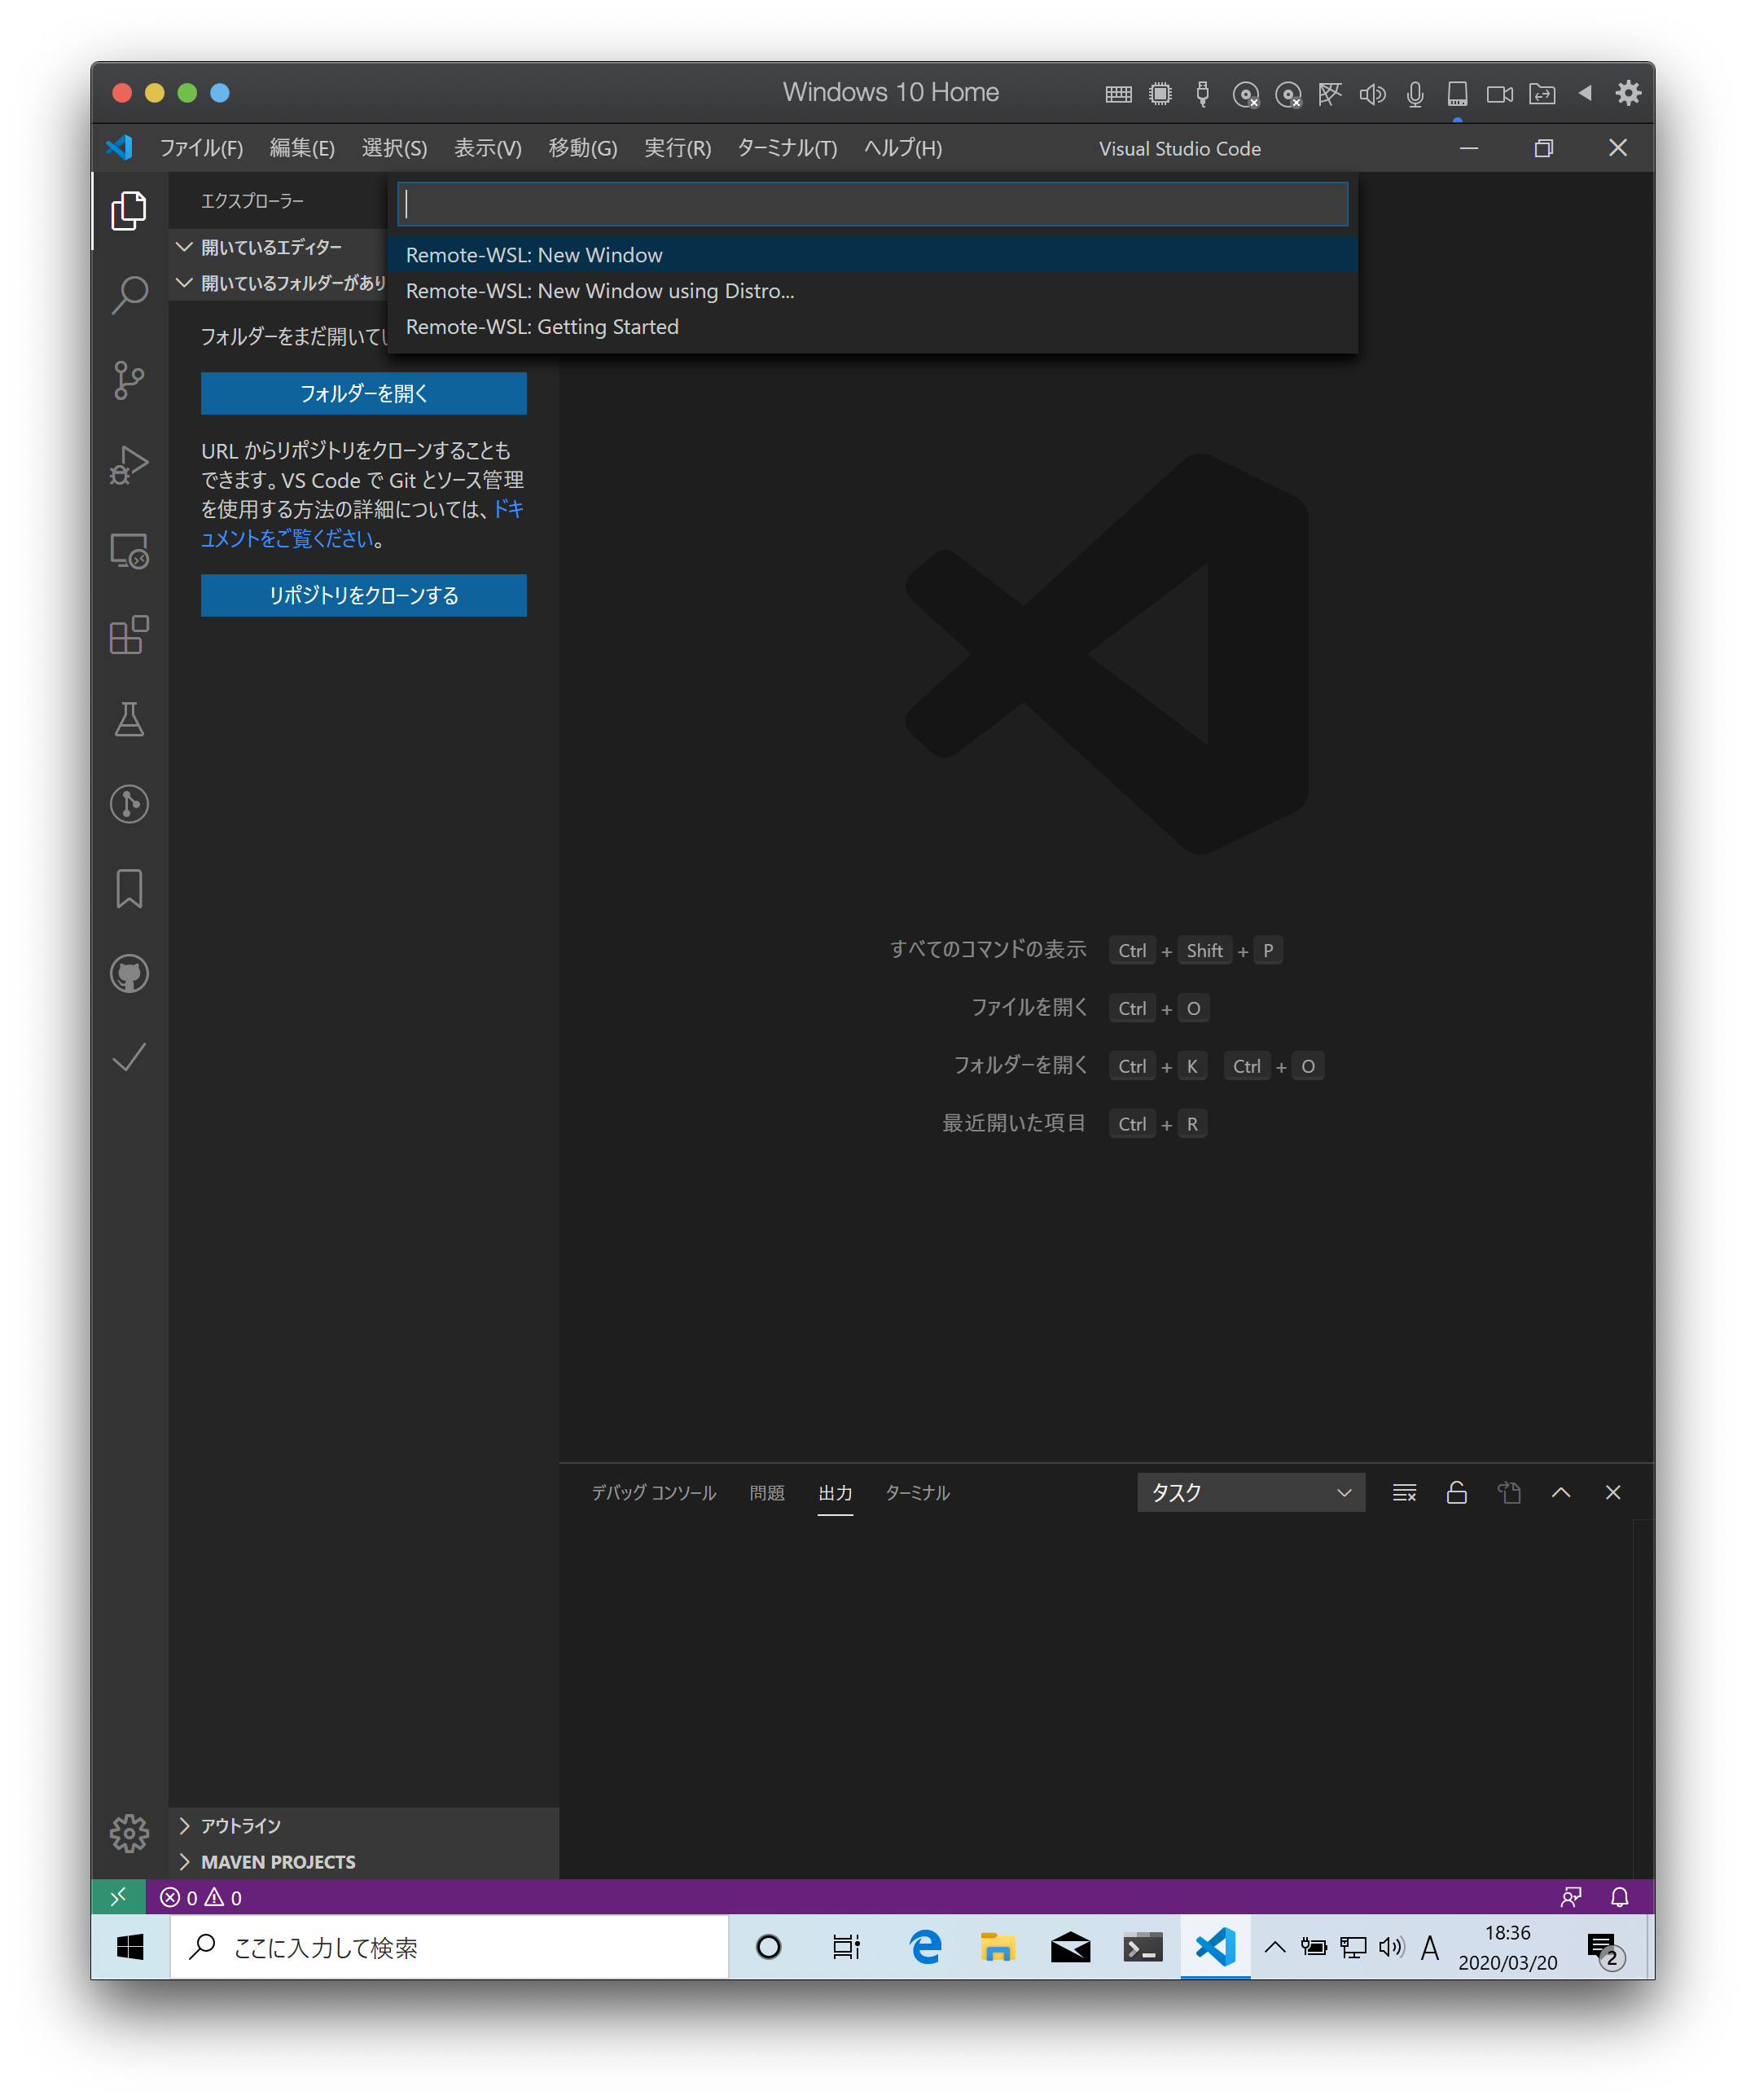 Windows 10 Home
ファイル(F) 編集(E) 選択(S) 表示(V) 移動(G) 実行(R) ターミナル(T) ヘルプ(H) Visual Studio Code
エクスプローラー
Remote-WSL: New Window
Remote-WSL: New Window using Distro...
Remote-WSL: Getting Started
開いているエディター
開いているフォルダーがあり
フォルダーをまだ開いてい
フォルダーを開く
URL からリポジトリをクローンすることも
できます。VS Code で Git とソース管理
を使用する方法の詳細については、ドキ
ュメントをご覧ください。
リポジトリをクローンする
すべてのコマンドの表示 Ctrl + Shift + P
ファイルを開く Ctrl + O
フォルダーを開く Ctrl + K Ctrl + O
最近開いた項目 Ctrl + R
デバッグ コンソール 問題 出力 ターミナル タスク
アウトライン
MAVEN PROJECTS
0 0
ここに入力して検索
A
18:36
2020/03/20
2